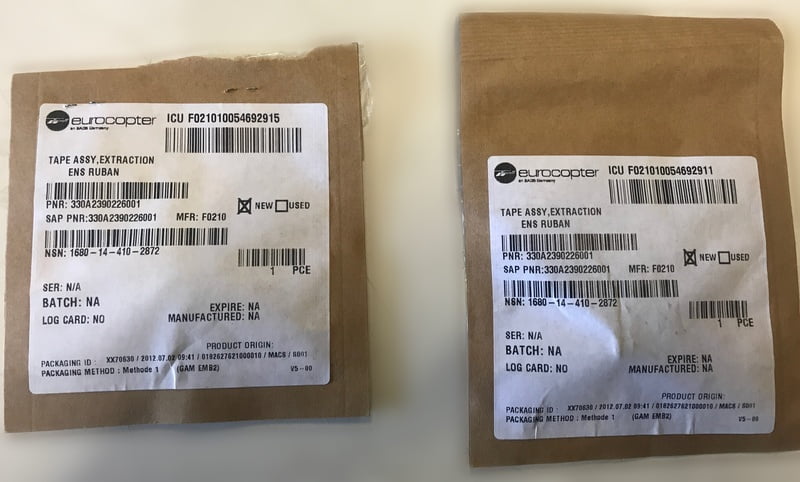 eurocopter
an EADS Company
ICU F021010054692915
TAPE ASSY,EXTRACTION
ENS RUBAN
PNR: 330A2390226001
SAP PNR:330A2390226001 MFR: F0210
NEW USED
NSN: 1680-14-410-2872
1 PCE
SER: N/A
BATCH: NA
EXPIRE: NA
LOG CARD: NO
MANUFACTURED: NA
PRODUCT ORIGIN:
PACKAGING ID : XX70630 / 2012.07.02 09:41 / 0182627621000010 / MACS / S001
PACKAGING METHOD : Methode 1 (GAM EMB2)
V5-00
eurocopter
an EADS Company
ICU F021010054692911
TAPE ASSY,EXTRACTION
ENS RUBAN
PNR: 330A2390226001
SAP PNR:330A2390226001 MFR: F0210
NEW USED
NSN: 1680-14-410-2872
1 PCE
SER: N/A
BATCH: NA
EXPIRE: NA
LOG CARD: NO
MANUFACTURED: NA
PRODUCT ORIGIN:
PACKAGING ID : XX70630 / 2012.07.02 09:41 / 0182627621000010 / MACS / S001
PACKAGING METHOD: Methode 1 (GAM EMB2)
V5-00